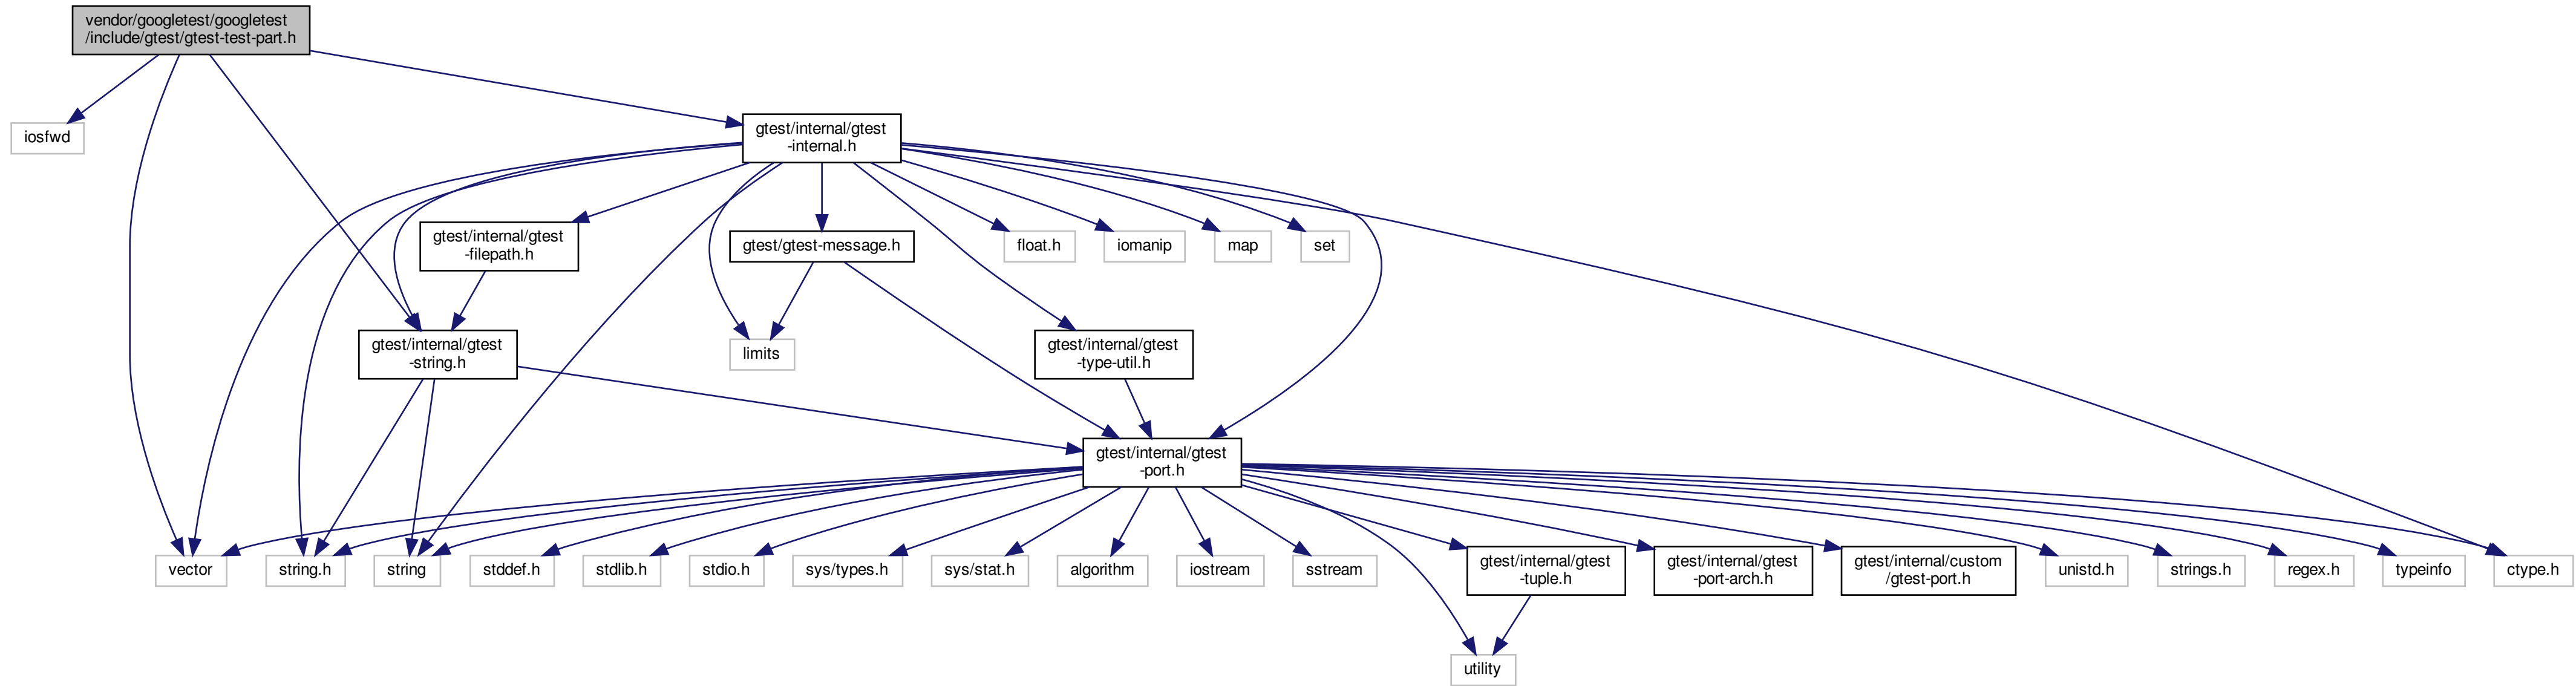 vendor/googletest/googletest
/include/gtest/gtest-test-part.h
iosfwd
gtest/internal/gtest
-internal.h
gtest/internal/gtest
-filepath.h
gtest/gtest-message.h
float.h
iomanip
map
set
gtest/internal/gtest
-string.h
limits
gtest/internal/gtest
-type-util.h
gtest/internal/gtest
-port.h
vector
string.h
string
stddef.h
stdlib.h
stdio.h
sys/types.h
sys/stat.h
algorithm
iostream
sstream
gtest/internal/gtest
-tuple.h
gtest/internal/gtest
-port-arch.h
gtest/internal/custom
/gtest-port.h
unistd.h
strings.h
regex.h
typeinfo
ctype.h
utility